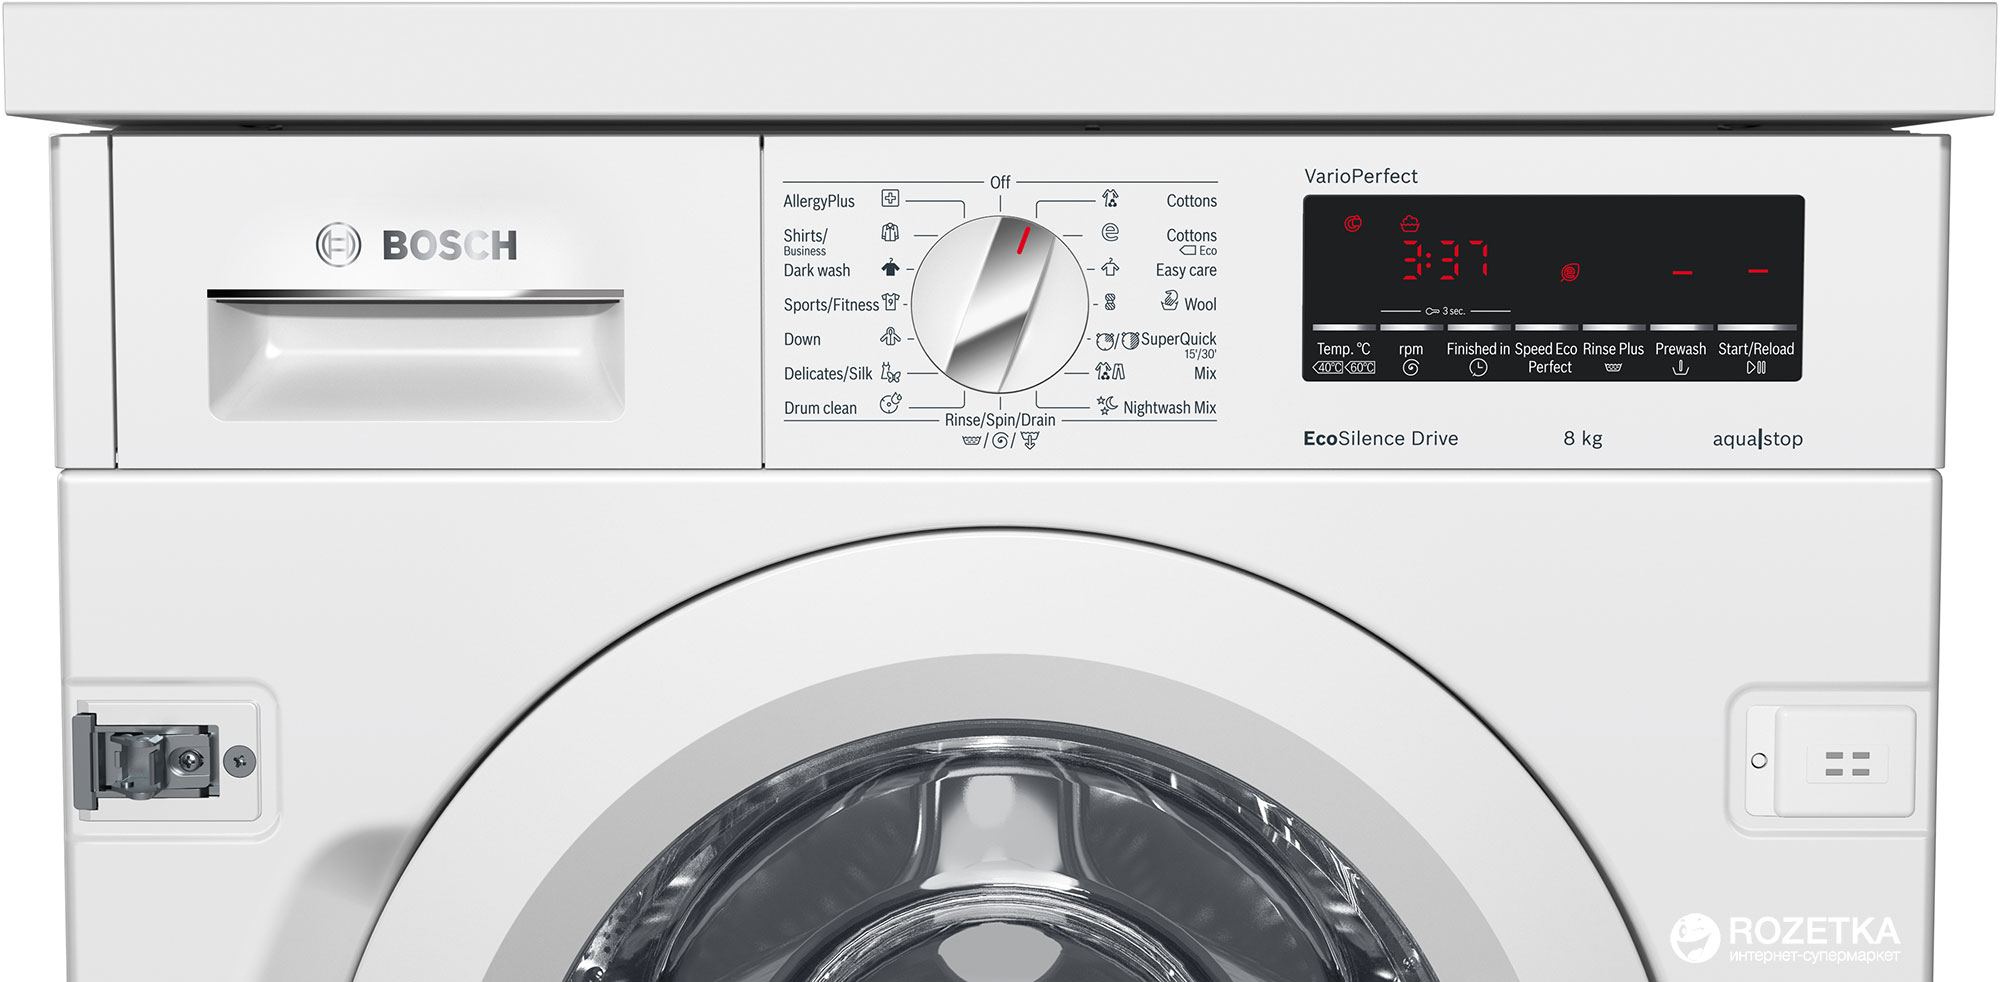 BOSCH
Off
AllergyPlus
Shirts/
Business
Dark wash
Sports/Fitness
Down
Delicates/Silk
Drum clean
Cottons
Cottons
Eco
Easy care
Wool
SuperQuick
15'/30'
Mix
Nightwash Mix
Rinse/Spin/Drain
VarioPerfect
3:37
3 sec.
Temp. °C
40°C 60°C
rpm
Finished in
Speed Eco
Perfect
Rinse Plus
Prewash
Start/Reload
EcoSilence Drive
8 kg
aqua stop
ROZETKA
интернет-супермаркет